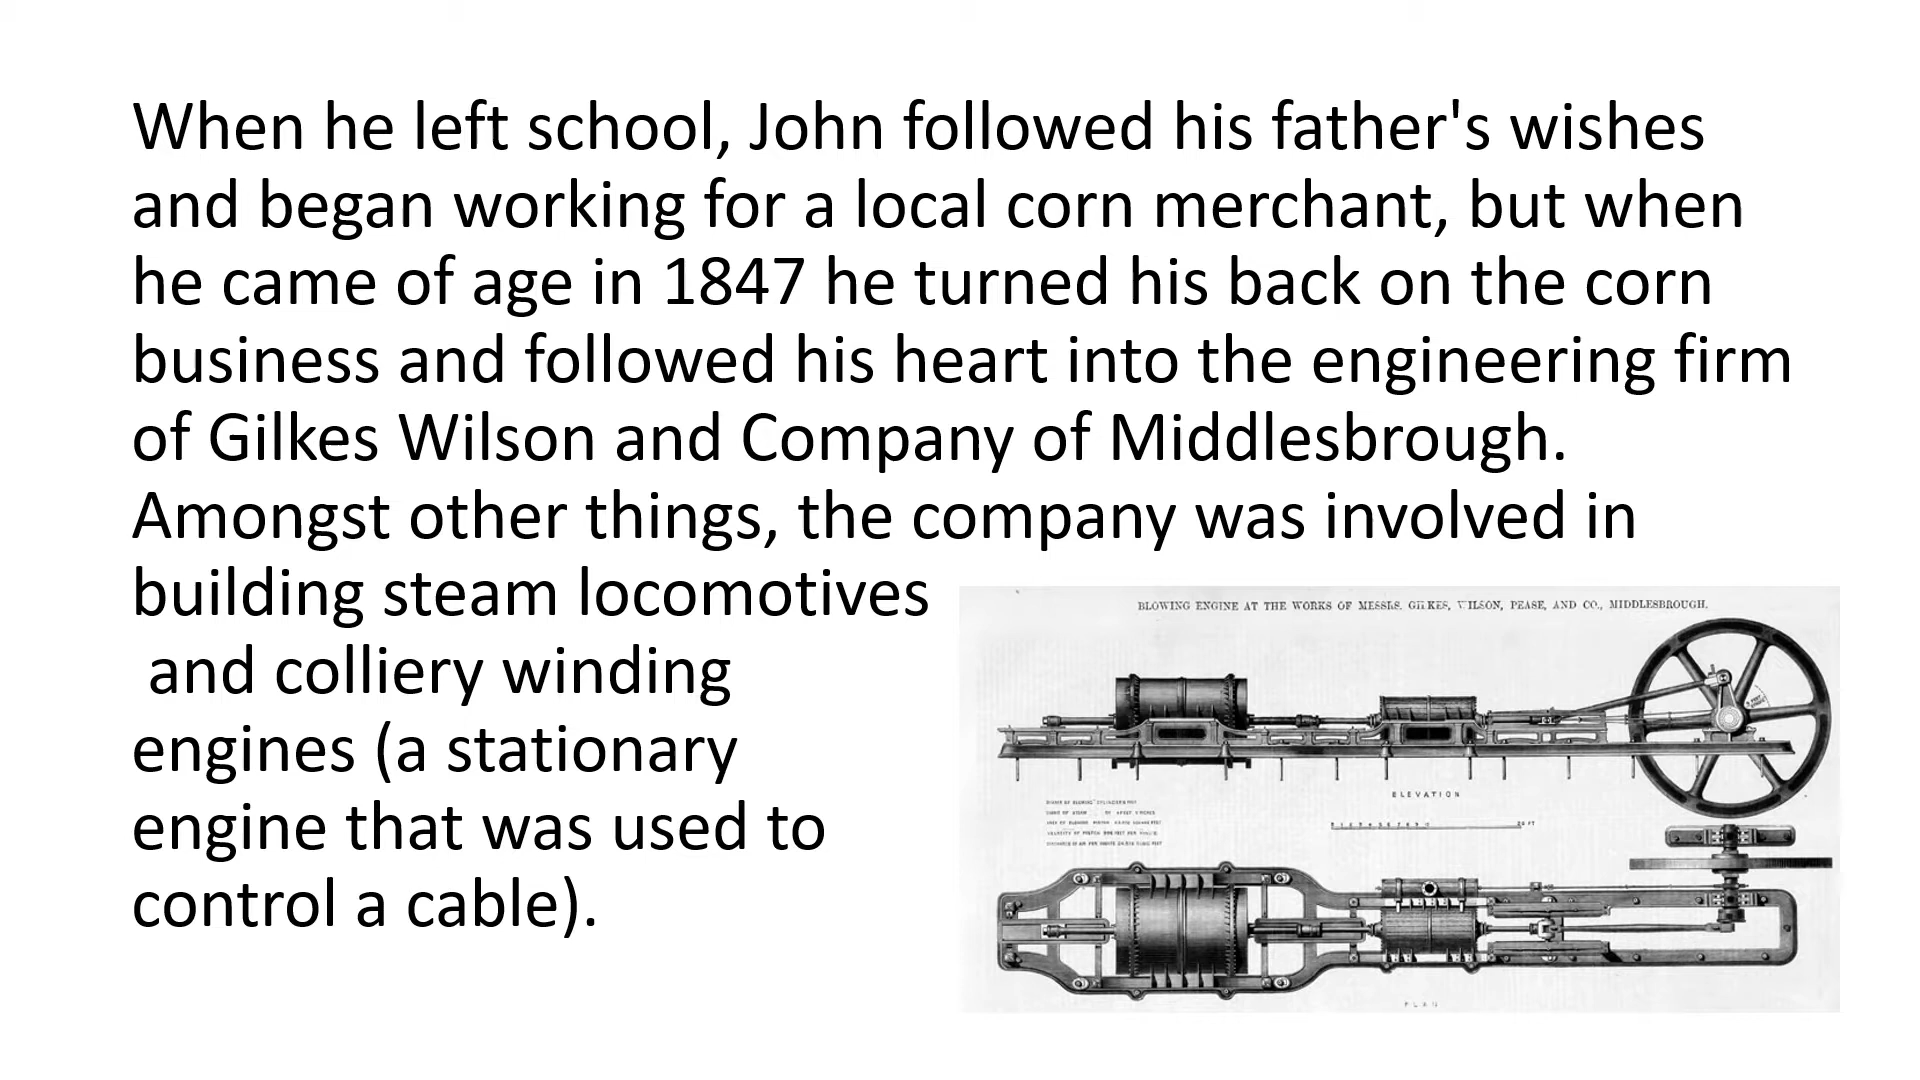 When he left school, John followed his father's wishes
and began working for a local corn merchant, but when
he came of age in 1847 he turned his back on the corn
business and followed his heart into the engineering firm
of Gilkes Wilson and Company of Middlesbrough.
Amongst other things, the company was involved in
building steam locomotives
and colliery winding
engines (a stationary
engine that was used to
control a cable).
BLOWING ENGINE AT THE WORKS OF MESSRS. GILKES, WILSON, PEASE, AND CO., MIDDLESBROUGH.
ELEVATION
20 FT
PLAN